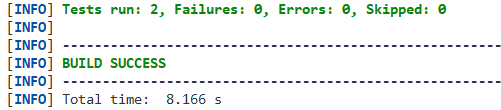 [INFO] Tests run: 2, Failures: 0, Errors: 0, Skipped: 0
[INFO]
[INFO] -------------------------------------------------------
[INFO] BUILD SUCCESS
[INFO] -------------------------------------------------------
[INFO] Total time:  8.166 s